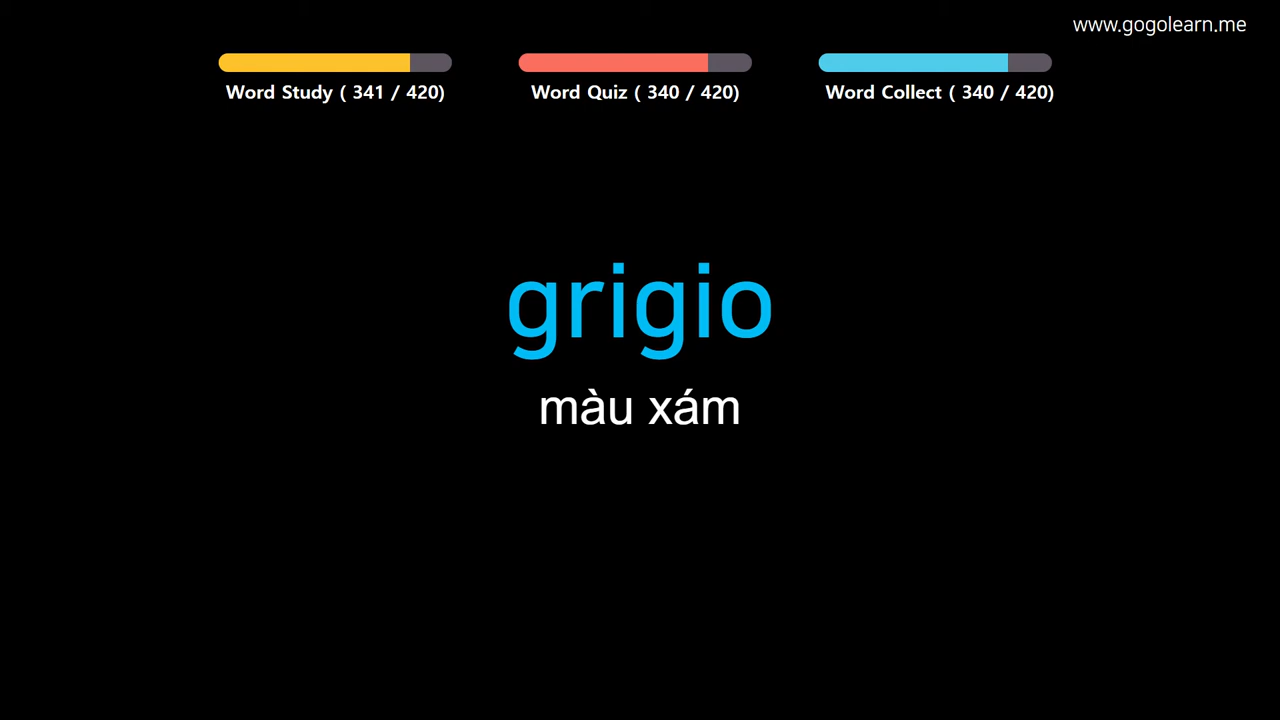 www.gogolearn.me
Word Study ( 341 / 420)
Word Quiz ( 340 / 420)
Word Collect ( 340 / 420)
grigio
màu xám